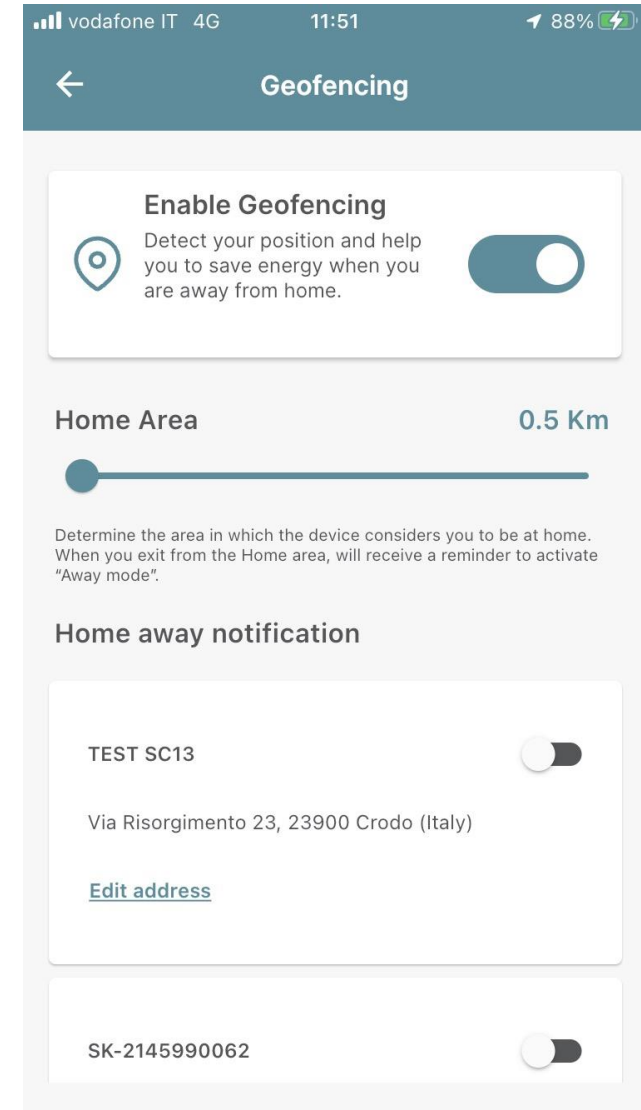 vodafone IT 4G 11:51 88%
Geofencing
Enable Geofencing
Detect your position and help
you to save energy when you
are away from home.
Home Area 0.5 Km
Determine the area in which the device considers you to be at home.
When you exit from the Home area, will receive a reminder to activate
“Away mode”.
Home away notification
TEST SC13
Via Risorgimento 23, 23900 Crodo (Italy)
Edit address
SK-2145990062